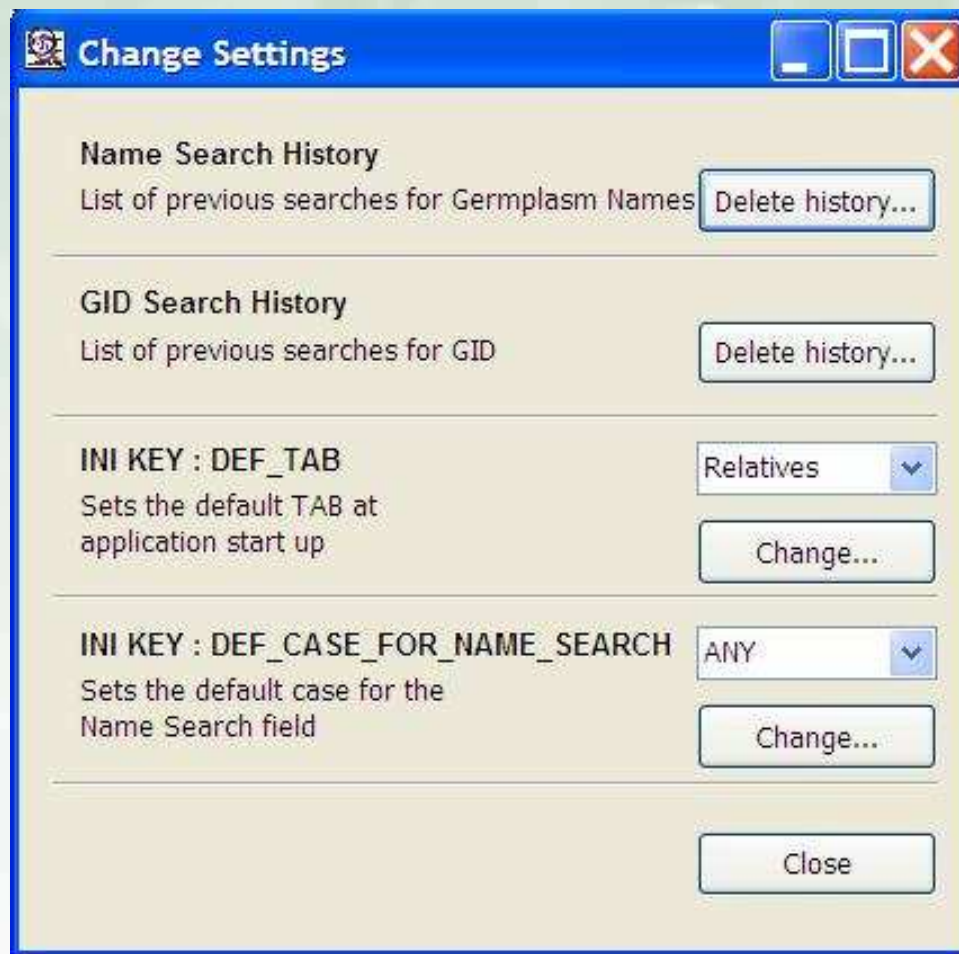 Change Settings
Name Search History
List of previous searches for Germplasm Names
Delete history...
GID Search History
List of previous searches for GID
Delete history...
INI KEY : DEF_TAB
Relatives
Sets the default TAB at
application start up
Change...
INI KEY : DEF_CASE_FOR_NAME_SEARCH
ANY
Sets the default case for the
Name Search field
Change...
Close